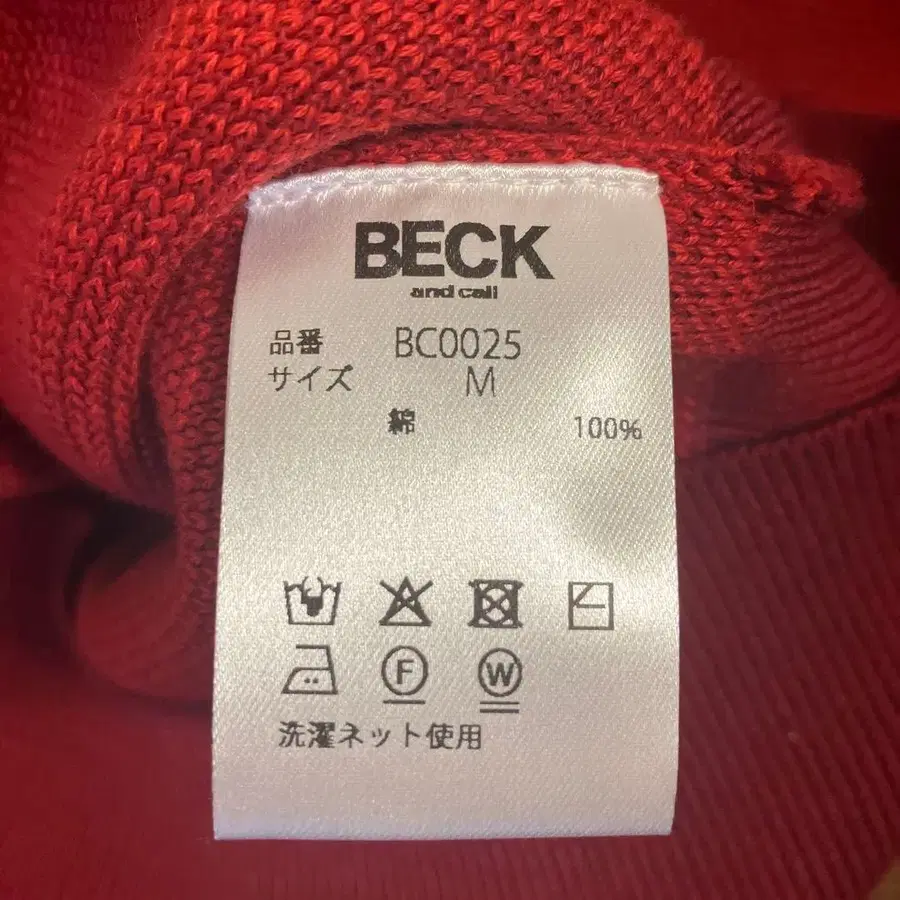 BECK
and call
品番 BC0025
サイズ M
綿 100%
F W
洗濯ネット使用